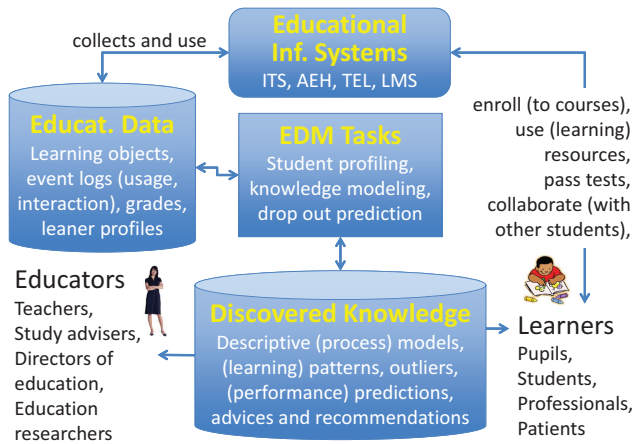 collects and use
Educational
Inf. Systems
ITS, AEH, TEL, LMS
Educat. Data
Learning objects,
event logs (usage,
interaction), grades,
leaner profiles
EDM Tasks
Student profiling,
knowledge modeling,
drop out prediction
enroll (to courses),
use (learning)
resources,
pass tests,
collaborate (with
other students),
Educators
Teachers,
Study advisers,
Directors of
education,
Education
researchers
Discovered Knowledge
Descriptive (process) models,
(learning) patterns, outliers,
(performance) predictions,
advices and recommendations
Learners
Pupils,
Students,
Professionals,
Patients